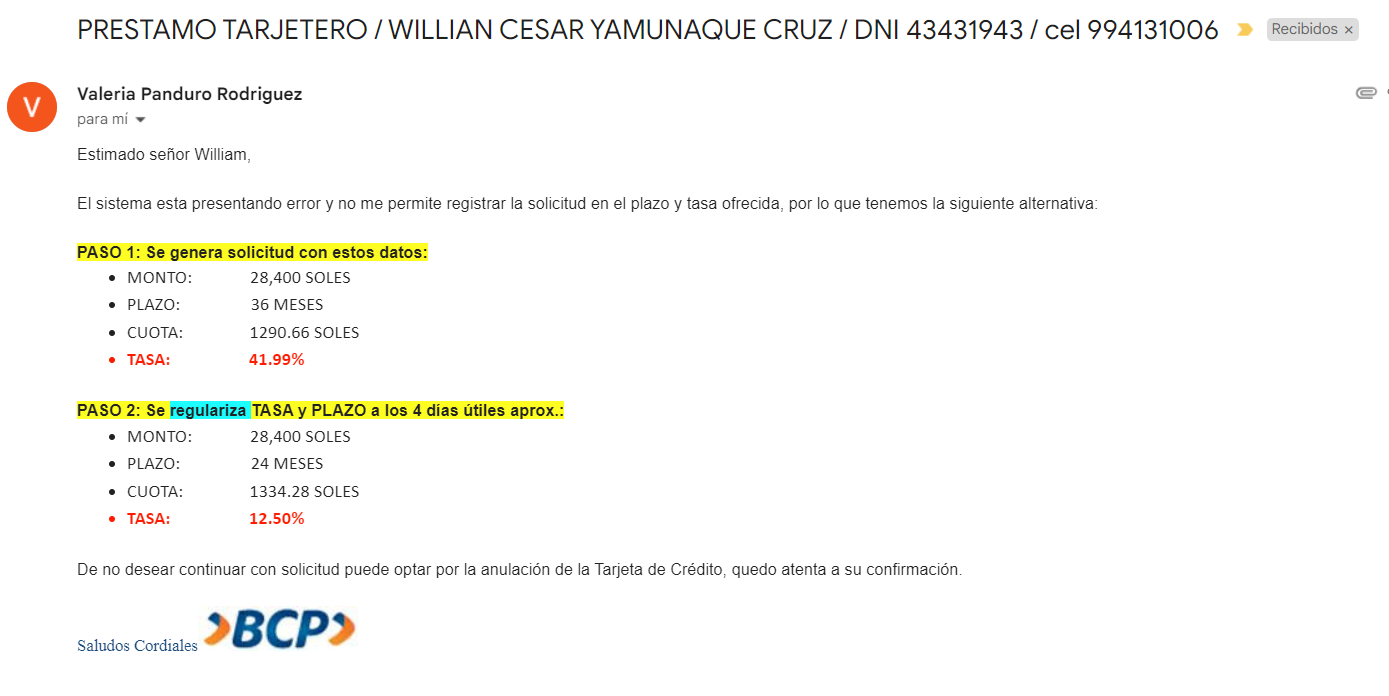 PRESTAMO TARJETERO / WILLIAN CESAR YAMUNAQUE CRUZ / DNI 43431943 / cel 994131006 Recibidos ×
V
Valeria Panduro Rodriguez
para mí
Estimado señor William,
El sistema esta presentando error y no me permite registrar la solicitud en el plazo y tasa ofrecida, por lo que tenemos la siguiente alternativa:
PASO 1: Se genera solicitud con estos datos:
• MONTO: 28,400 SOLES
• PLAZO: 36 MESES
• CUOTA: 1290.66 SOLES
• TASA: 41.99%
PASO 2: Se regulariza TASA y PLAZO a los 4 días útiles aprox.:
• MONTO: 28,400 SOLES
• PLAZO: 24 MESES
• CUOTA: 1334.28 SOLES
• TASA: 12.50%
De no desear continuar con solicitud puede optar por la anulación de la Tarjeta de Crédito, quedo atenta a su confirmación.
Saludos Cordiales BCP